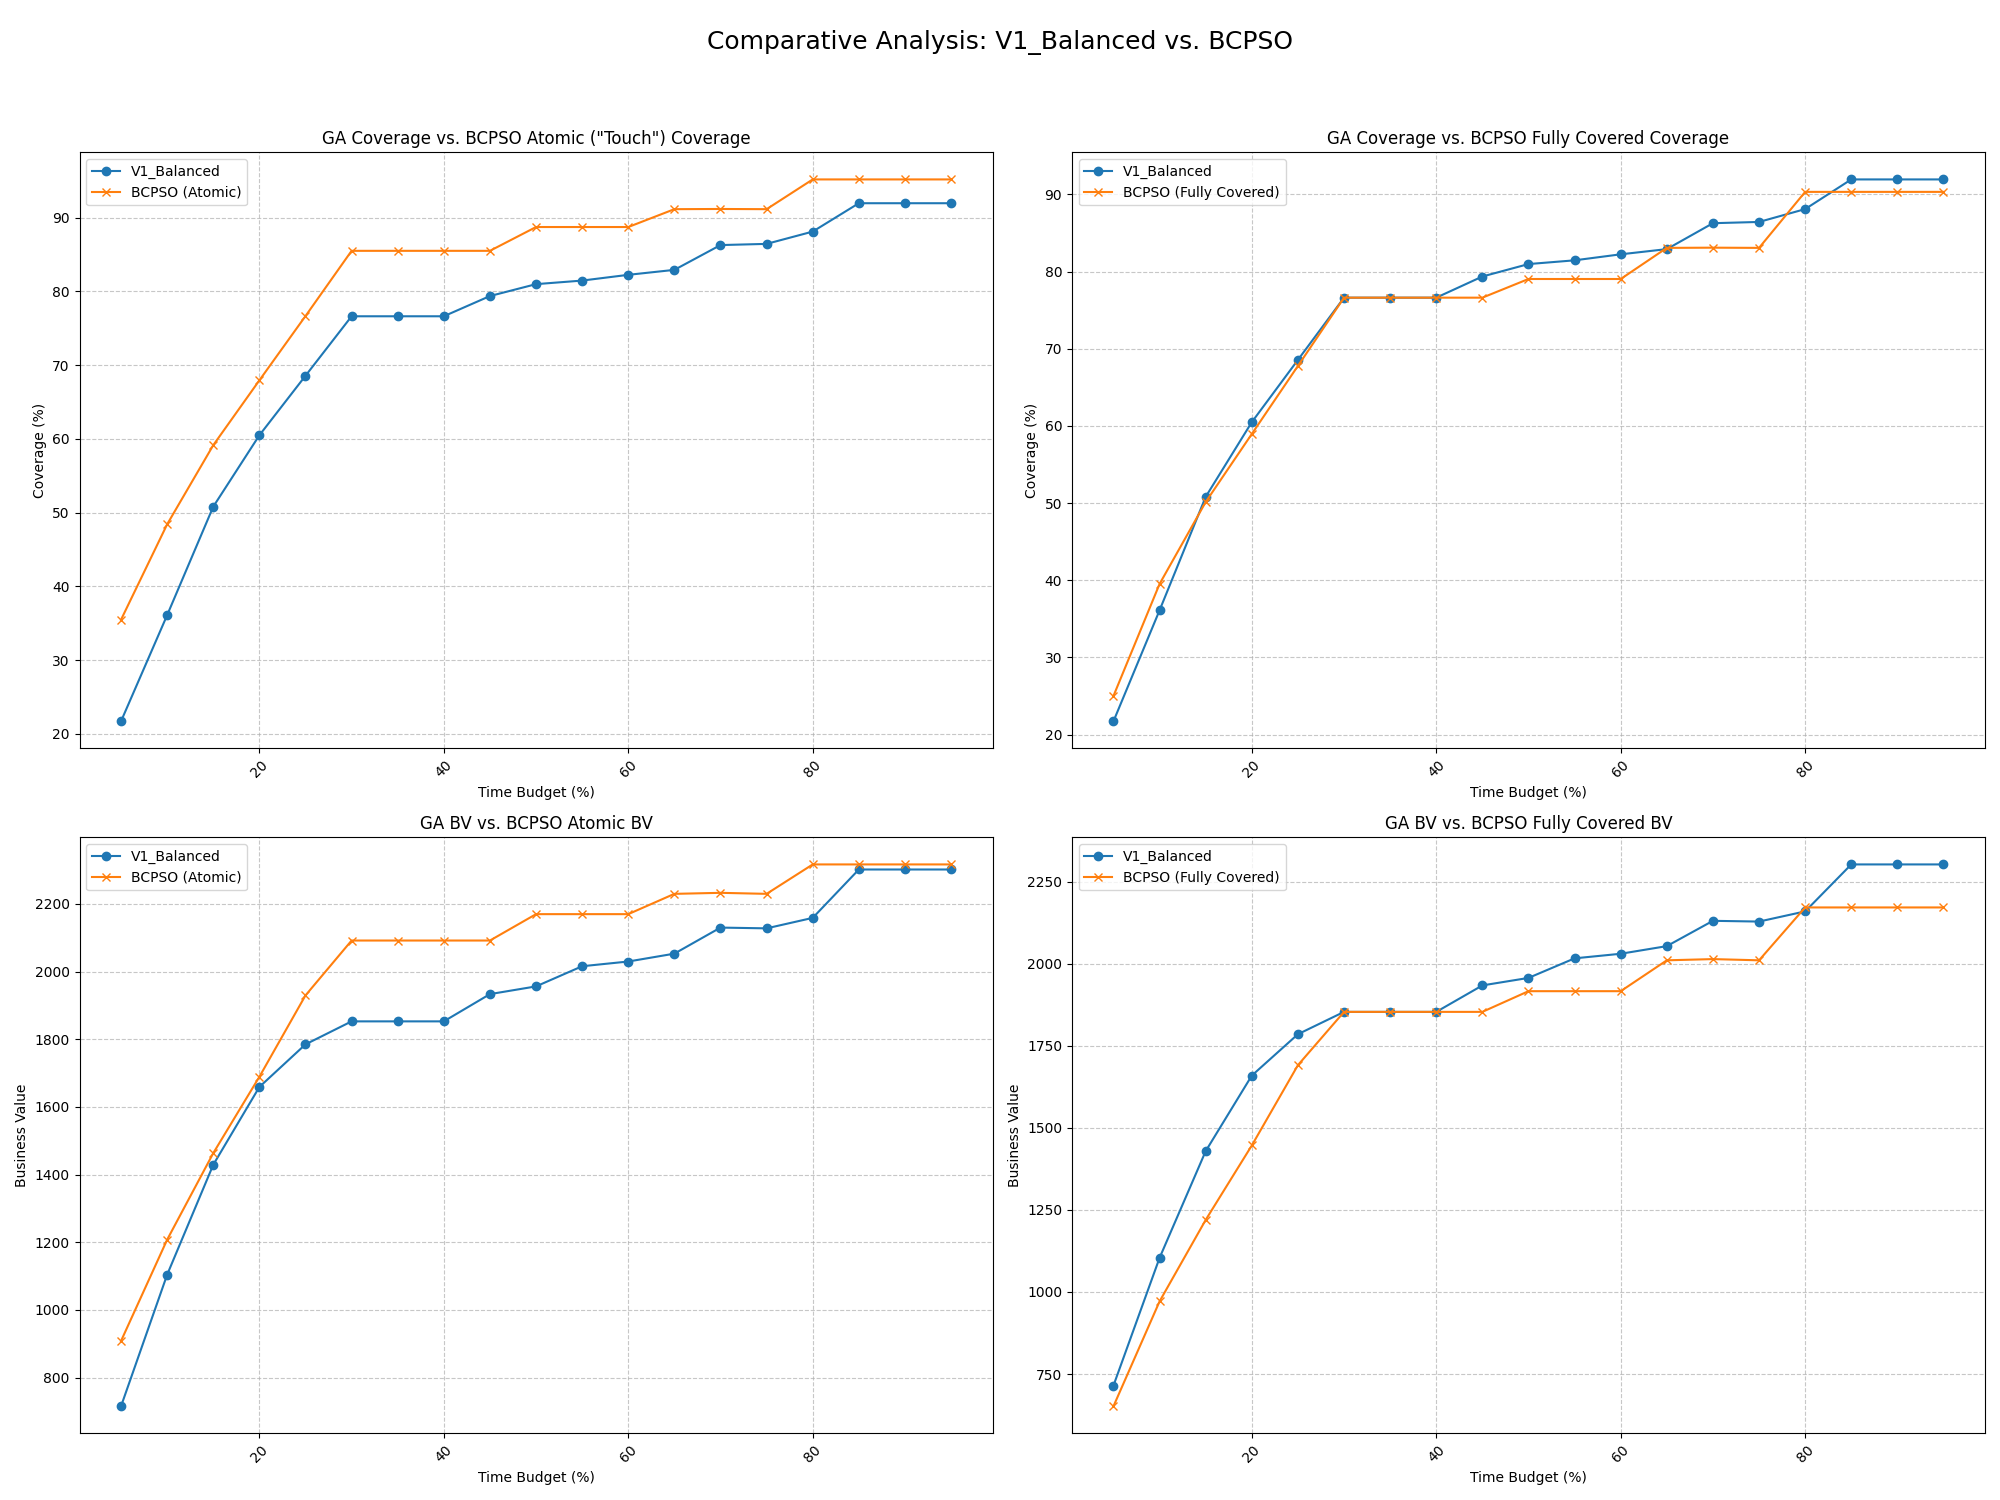 Comparative Analysis: V1_Balanced vs. BCPSO
GA Coverage vs. BCPSO Atomic ("Touch") Coverage
V1_Balanced
BCPSO (Atomic)
90
80
70
60
50
40
30
20
Coverage (%)
20
40
60
80
Time Budget (%)
GA Coverage vs. BCPSO Fully Covered Coverage
V1_Balanced
BCPSO (Fully Covered)
90
80
70
60
50
40
30
20
Coverage (%)
20
40
60
80
Time Budget (%)
GA BV vs. BCPSO Atomic BV
V1_Balanced
BCPSO (Atomic)
2200
2000
1800
1600
1400
1200
1000
800
Business Value
20
40
60
80
Time Budget (%)
GA BV vs. BCPSO Fully Covered BV
V1_Balanced
BCPSO (Fully Covered)
2250
2000
1750
1500
1250
1000
750
Business Value
20
40
60
80
Time Budget (%)